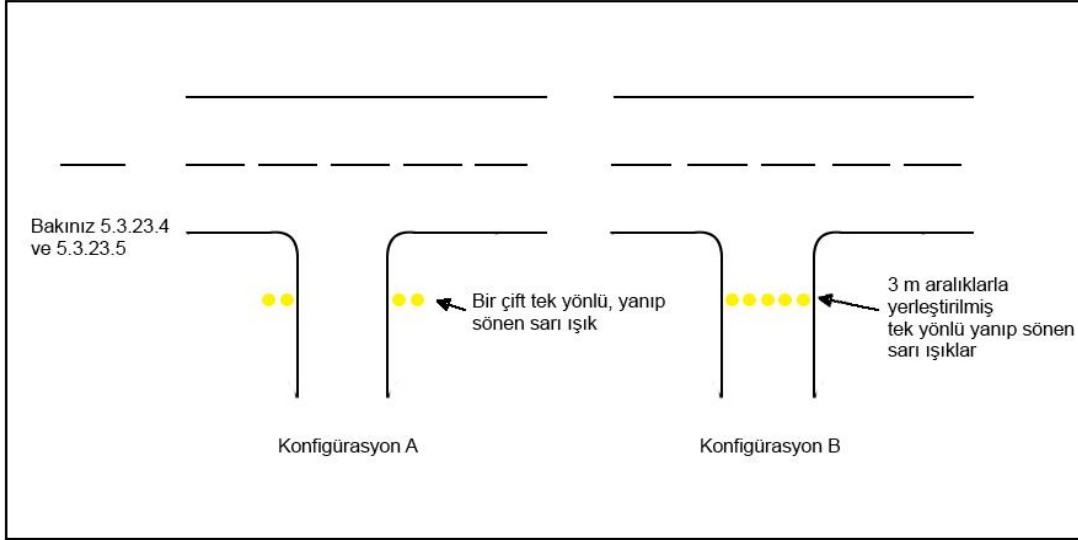 Bakınız 5.3.23.4
ve 5.3.23.5
Bir çift tek yönlü, yanıp
sönen sarı ışık
3 m aralıklarla
yerleştirilmiş
tek yönlü yanıp sönen
sarı ışıklar
Konfigürasyon A
Konfigürasyon B